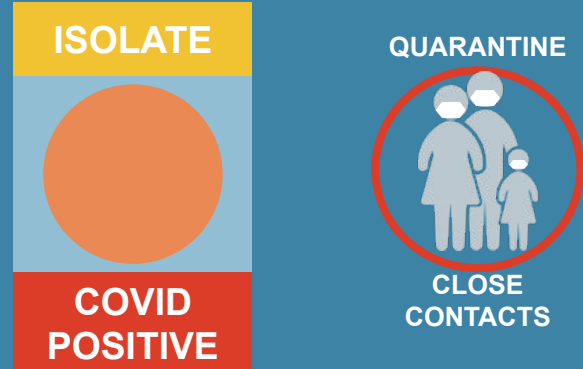 ISOLATE
COVID
POSITIVE
QUARANTINE
CLOSE
CONTACTS